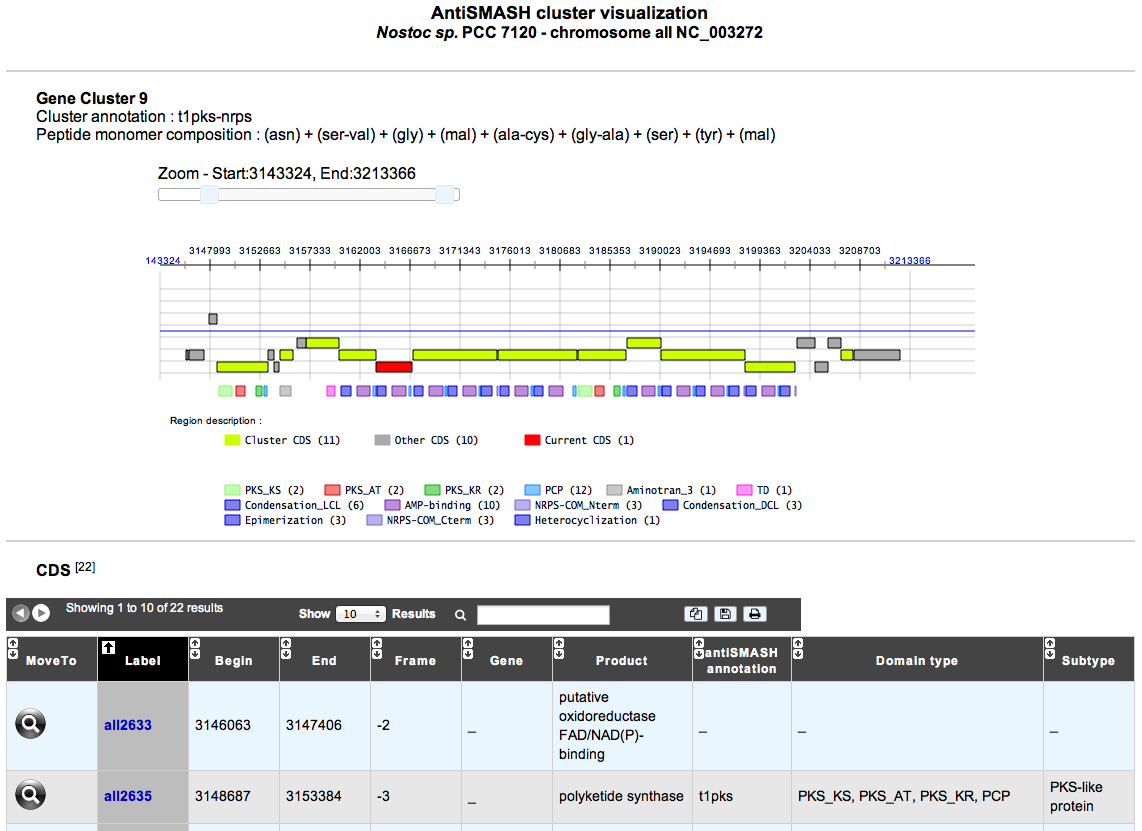 AntiSMASH cluster visualization
Nostoc sp. PCC 7120 - chromosome all NC_003272
Gene Cluster 9
Cluster annotation : t1pks-nrps
Peptide monomer composition : (asn) + (ser-val) + (gly) + (mal) + (ala-cys) + (gly-ala) + (ser) + (tyr) + (mal)
Zoom - Start:3143324, End:3213366
3147993 3152663 3157333 3162003 3166673 3171343 3176013 3180683 3185353 3190023 3194693 3199363 3204033 3208703
143324 3213366
Region description :
Cluster CDS (11) Other CDS (10) Current CDS (1)
PKS_KS (2) PKS_AT (2) PKS_KR (2) PCP (12) Aminotran_3 (1) TD (1)
Condensation_LCL (6) AMP-binding (10) NRPS-COM_Nterm (3) Condensation_DCL (3)
Epimerization (3) NRPS-COM_Cterm (3) Heterocyclization (1)
CDS [22]
Showing 1 to 10 of 22 results Show 10 Results
MoveTo Label Begin End Frame Gene Product antiSMASH annotation Domain type Subtype
all2633 3146063 3147406 -2 _ putative oxidoreductase FAD/NAD(P)-binding _ _ _
all2635 3148687 3153384 -3 _ polyketide synthase t1pks PKS_KS, PKS_AT, PKS_KR, PCP PKS-like protein